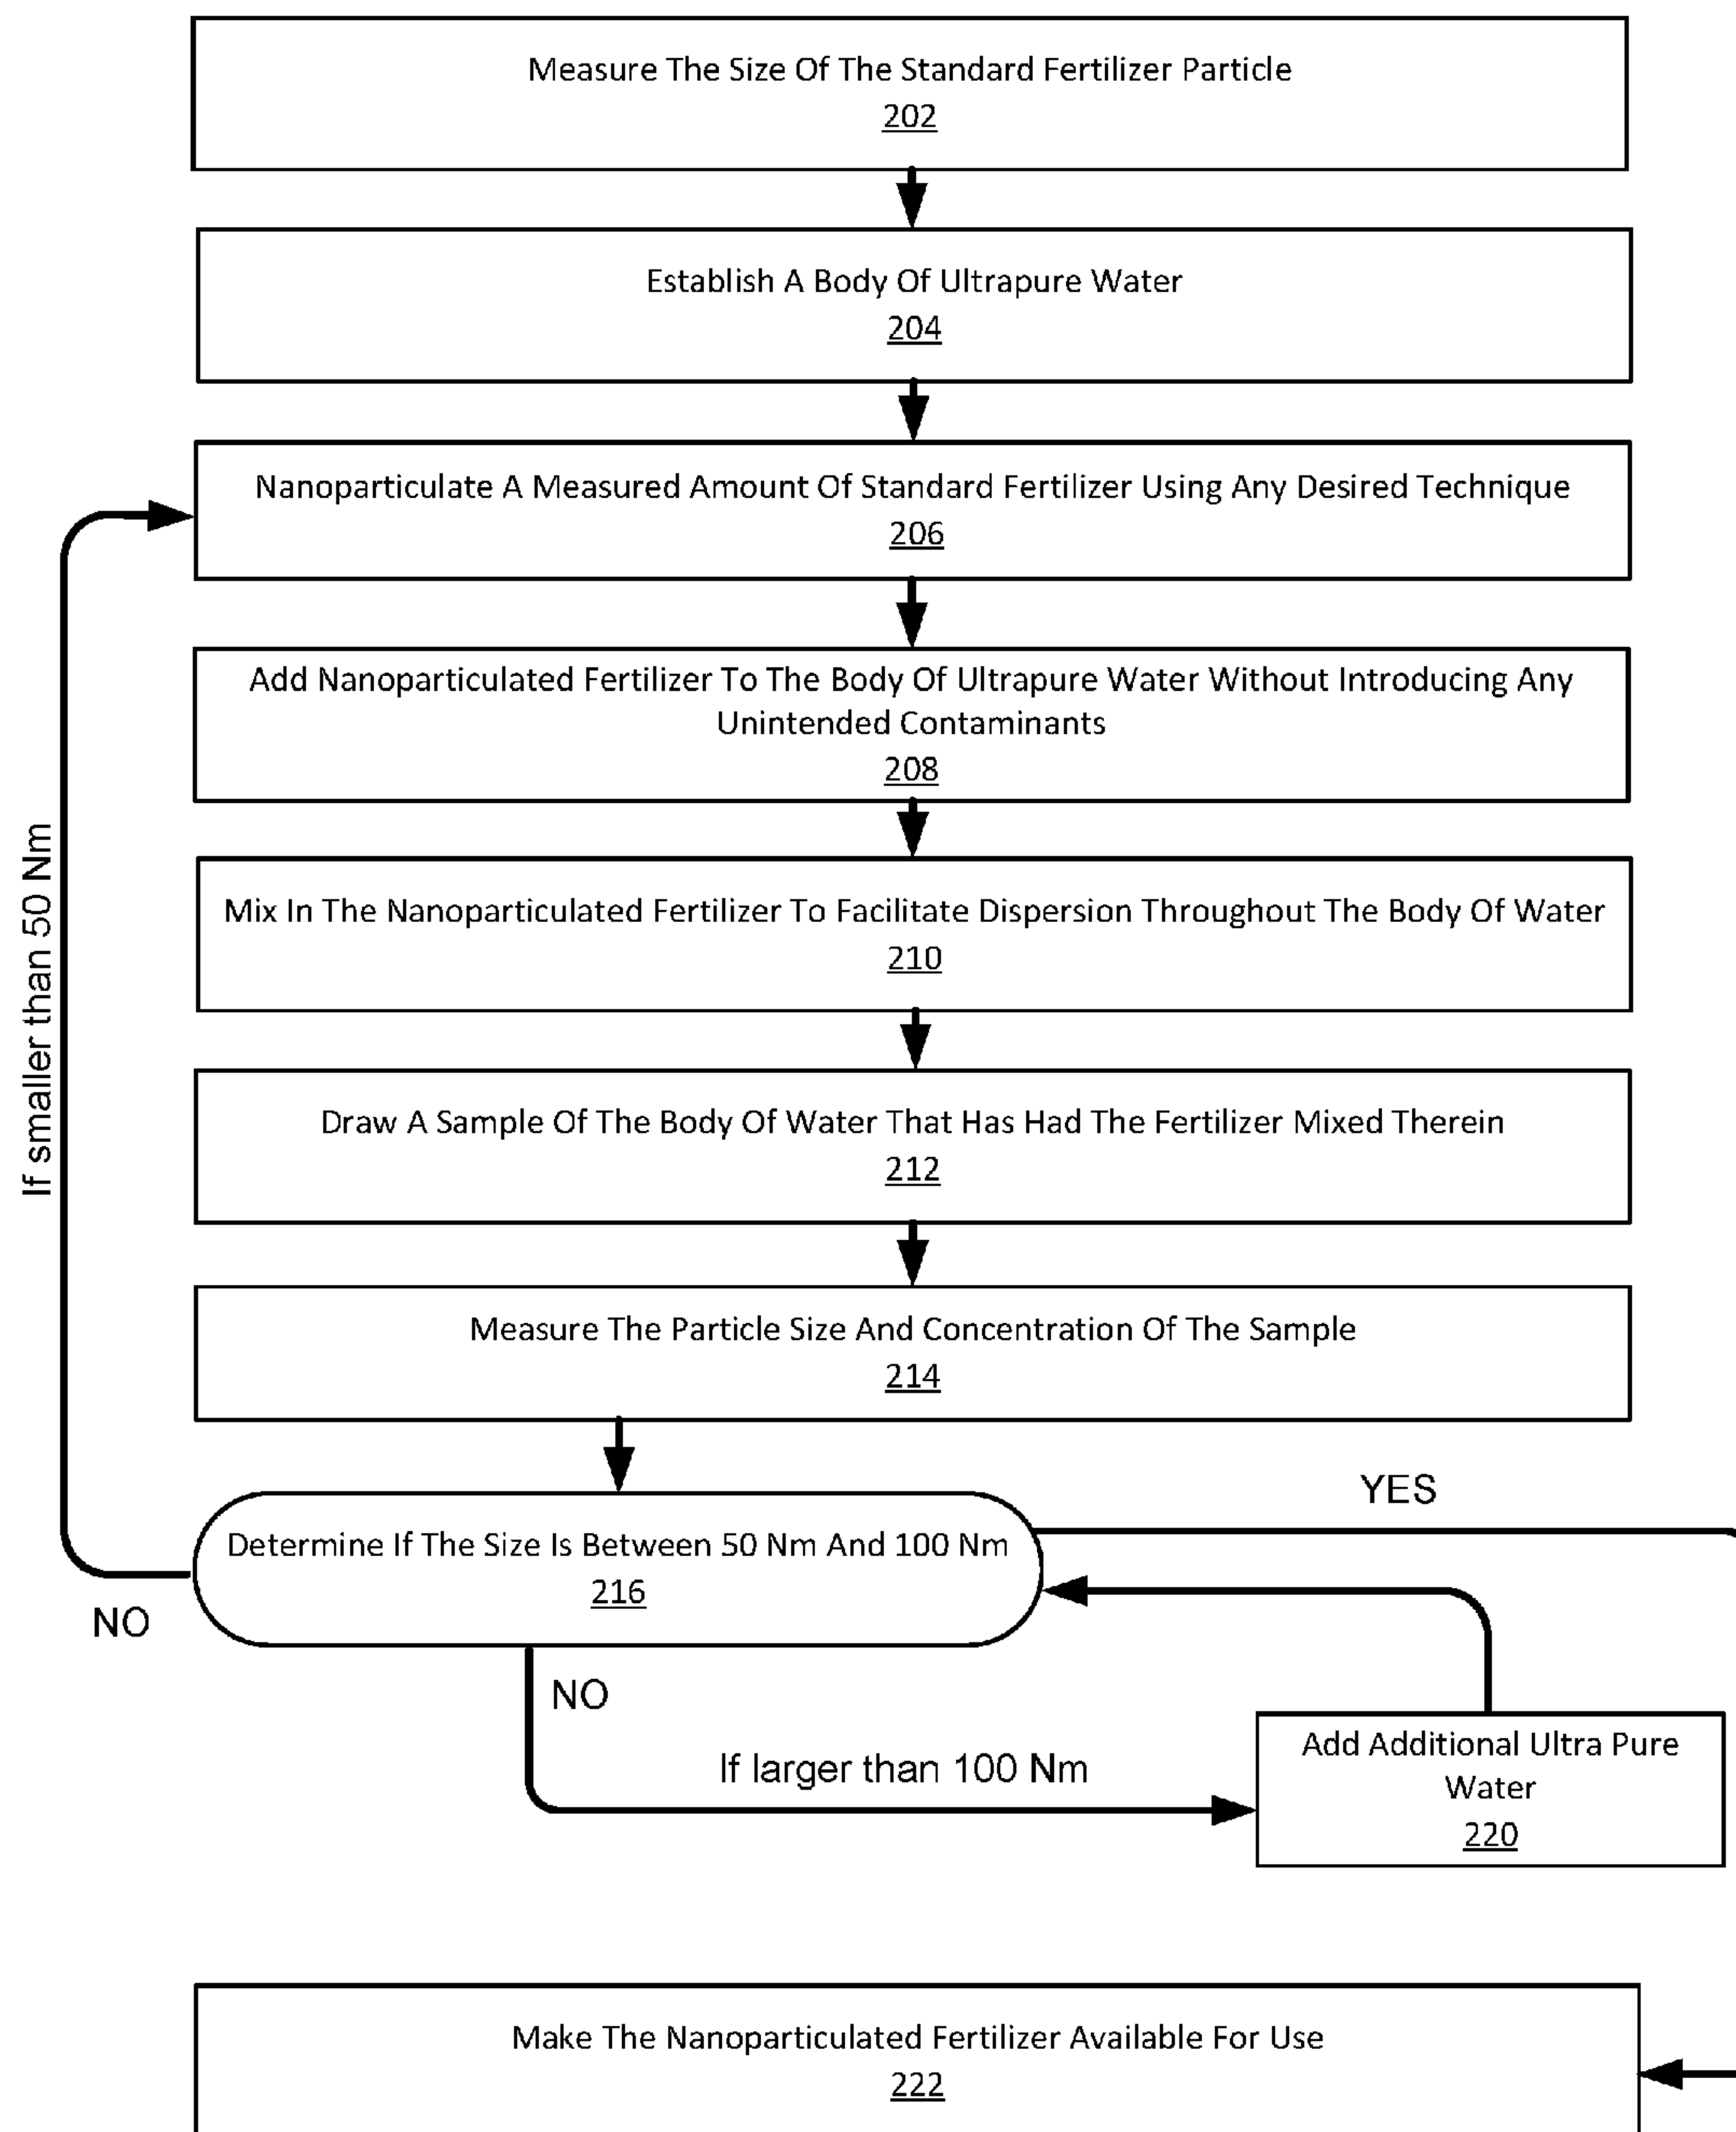 Measure The Size Of The Standard Fertilizer Particle
202
Establish A Body Of Ultrapure Water
204
Nanoparticulate A Measured Amount Of Standard Fertilizer Using Any Desired Technique
206
Add Nanoparticulated Fertilizer To The Body Of Ultrapure Water Without Introducing Any
Unintended Contaminants
208
Mix In The Nanoparticulated Fertilizer To Facilitate Dispersion Throughout The Body Of Water
210
If smaller than 50 Nm
Draw A Sample Of The Body Of Water That Has Had The Fertilizer Mixed Therein
212
Measure The Particle Size And Concentration Of The Sample
214
YES
Determine If The Size Is Between 50 Nm And 100 Nm
216
NO
NO
If larger than 100 Nm
Add Additional Ultra Pure
Water
220
Make The Nanoparticulated Fertilizer Available For Use
222